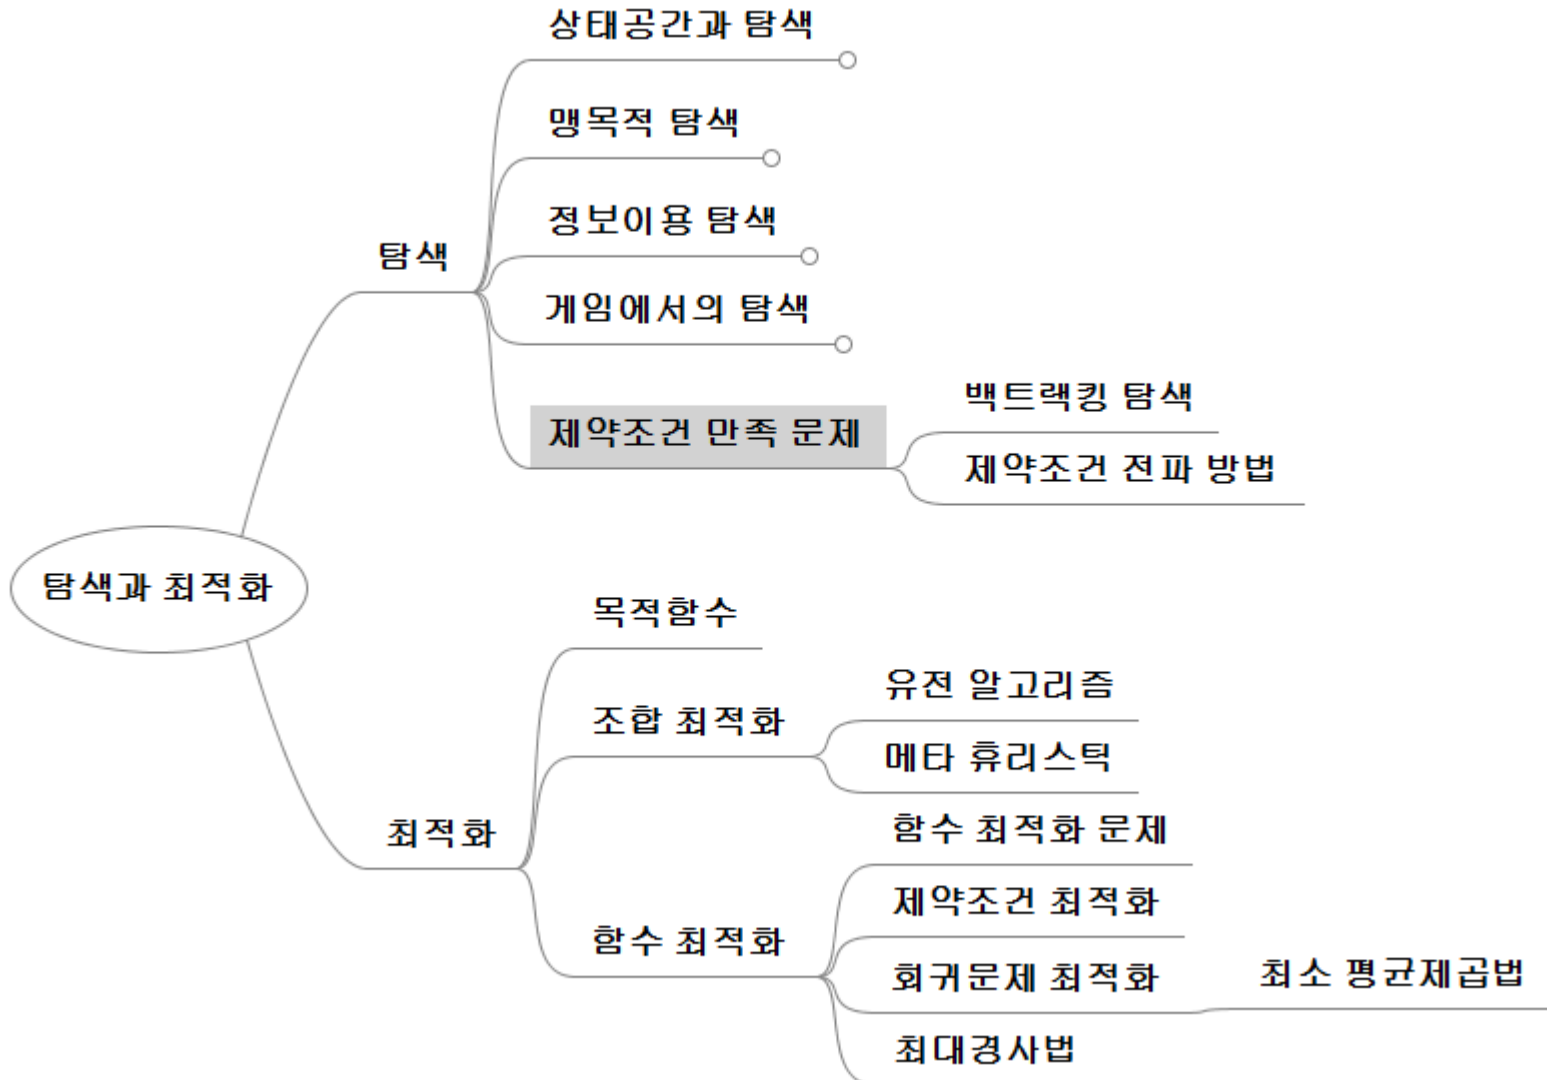 상태공간과 탐색
맹목적 탐색
정보이용 탐색
탐색
게임에서의 탐색
제약조건 만족 문제
백트랙킹 탐색
제약조건 전파 방법
탐색과 최적화
목적함수
조합 최적화
유전 알고리즘
메타 휴리스틱
최적화
함수 최적화
함수 최적화 문제
제약조건 최적화
회귀문제 최적화
최소 평균제곱법
최대경사법